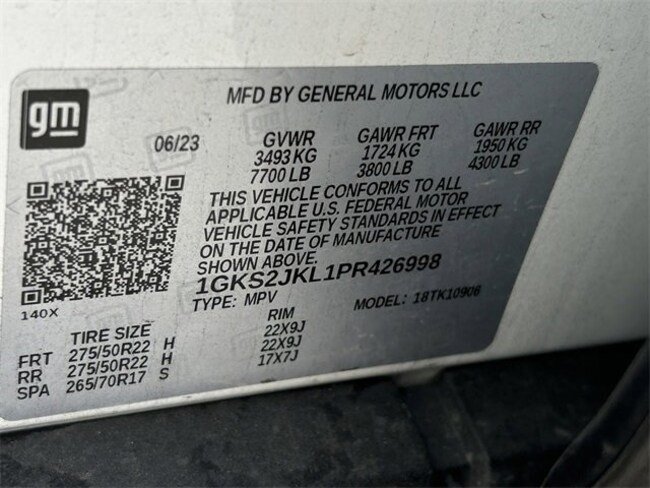 gm
MFD BY GENERAL MOTORS LLC
06/23 GVWR GAWR FRT GAWR RR
3493 KG 1724 KG 1950 KG
7700 LB 3800 LB 4300 LB
THIS VEHICLE CONFORMS TO ALL
APPLICABLE U.S. FEDERAL MOTOR
VEHICLE SAFETY STANDARDS IN EFFECT
ON THE DATE OF MANUFACTURE
SHOWN ABOVE.
1GKS2JKL1PR426998
140X
TYPE: MPV MODEL: 18TK10906
TIRE SIZE RIM
FRT 275/50R22 H 22X9J
RR 275/50R22 H 22X9J
SPA 265/70R17 S 17X7J